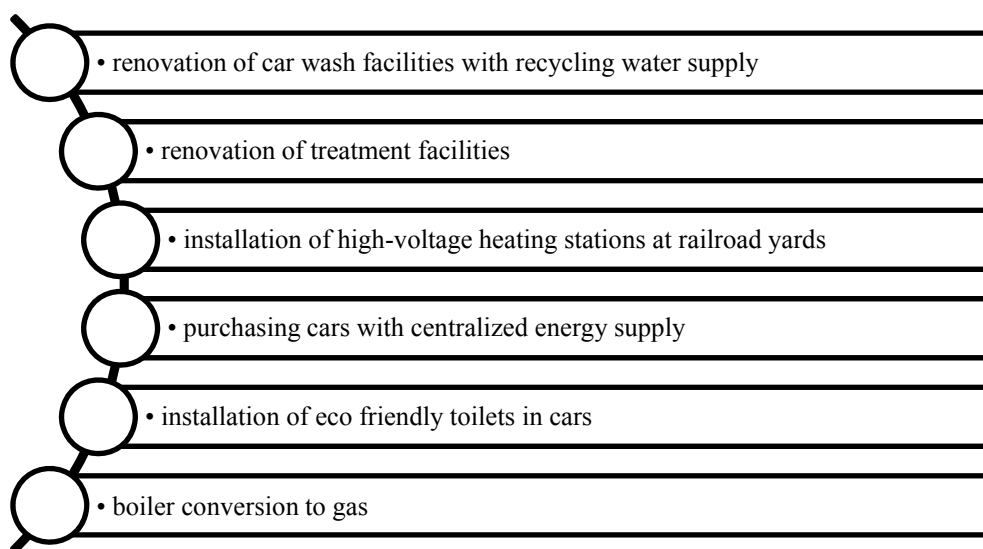 • renovation of car wash facilities with recycling water supply
• renovation of treatment facilities
• installation of high-voltage heating stations at railroad yards
• purchasing cars with centralized energy supply
• installation of eco friendly toilets in cars
• boiler conversion to gas